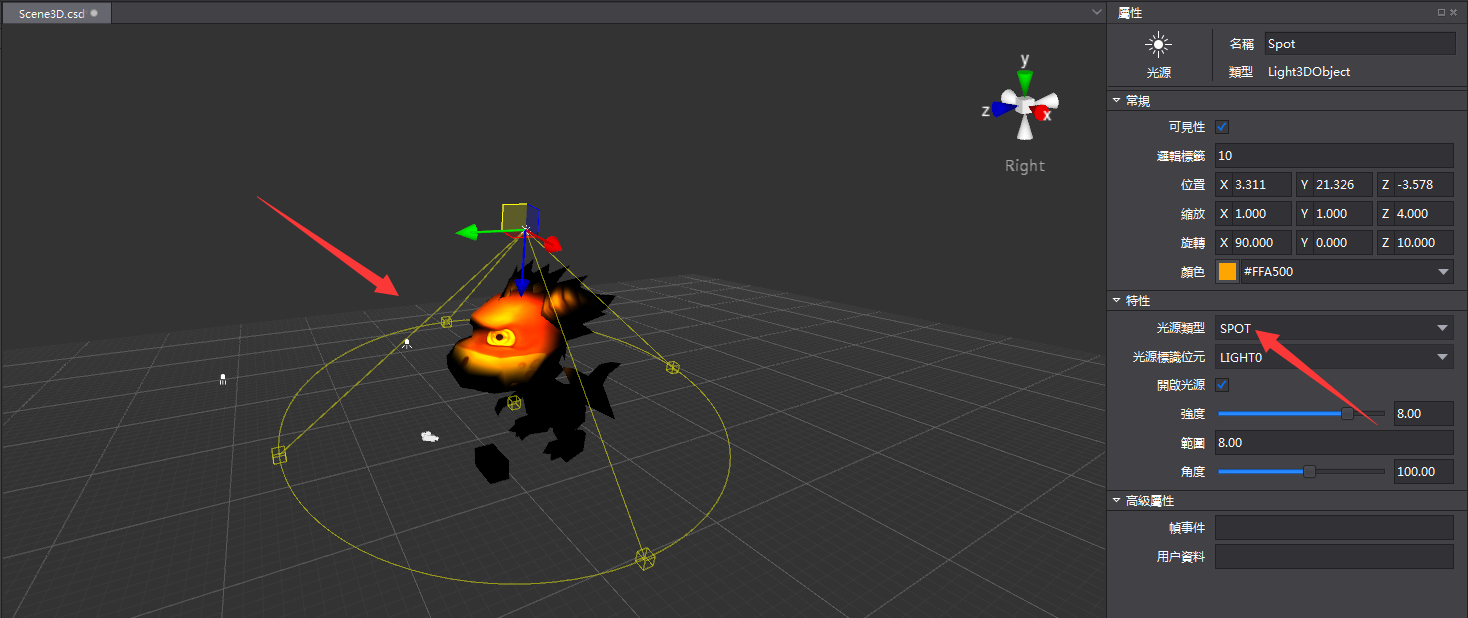 Scene3D.csd
y
z
x
Right
屬性
光源
名稱 Spot
類型 Light3DObject
常規
可見性
邏輯標籤 10
位置 X 3.311 Y 21.326 Z -3.578
縮放 X 1.000 Y 1.000 Z 4.000
旋轉 X 90.000 Y 0.000 Z 10.000
顏色 #FFA500
特性
光源類型 SPOT
光源標識位元 LIGHT0
開啟光源
強度 8.00
範圍 8.00
角度 100.00
高級屬性
幀事件
用户資料